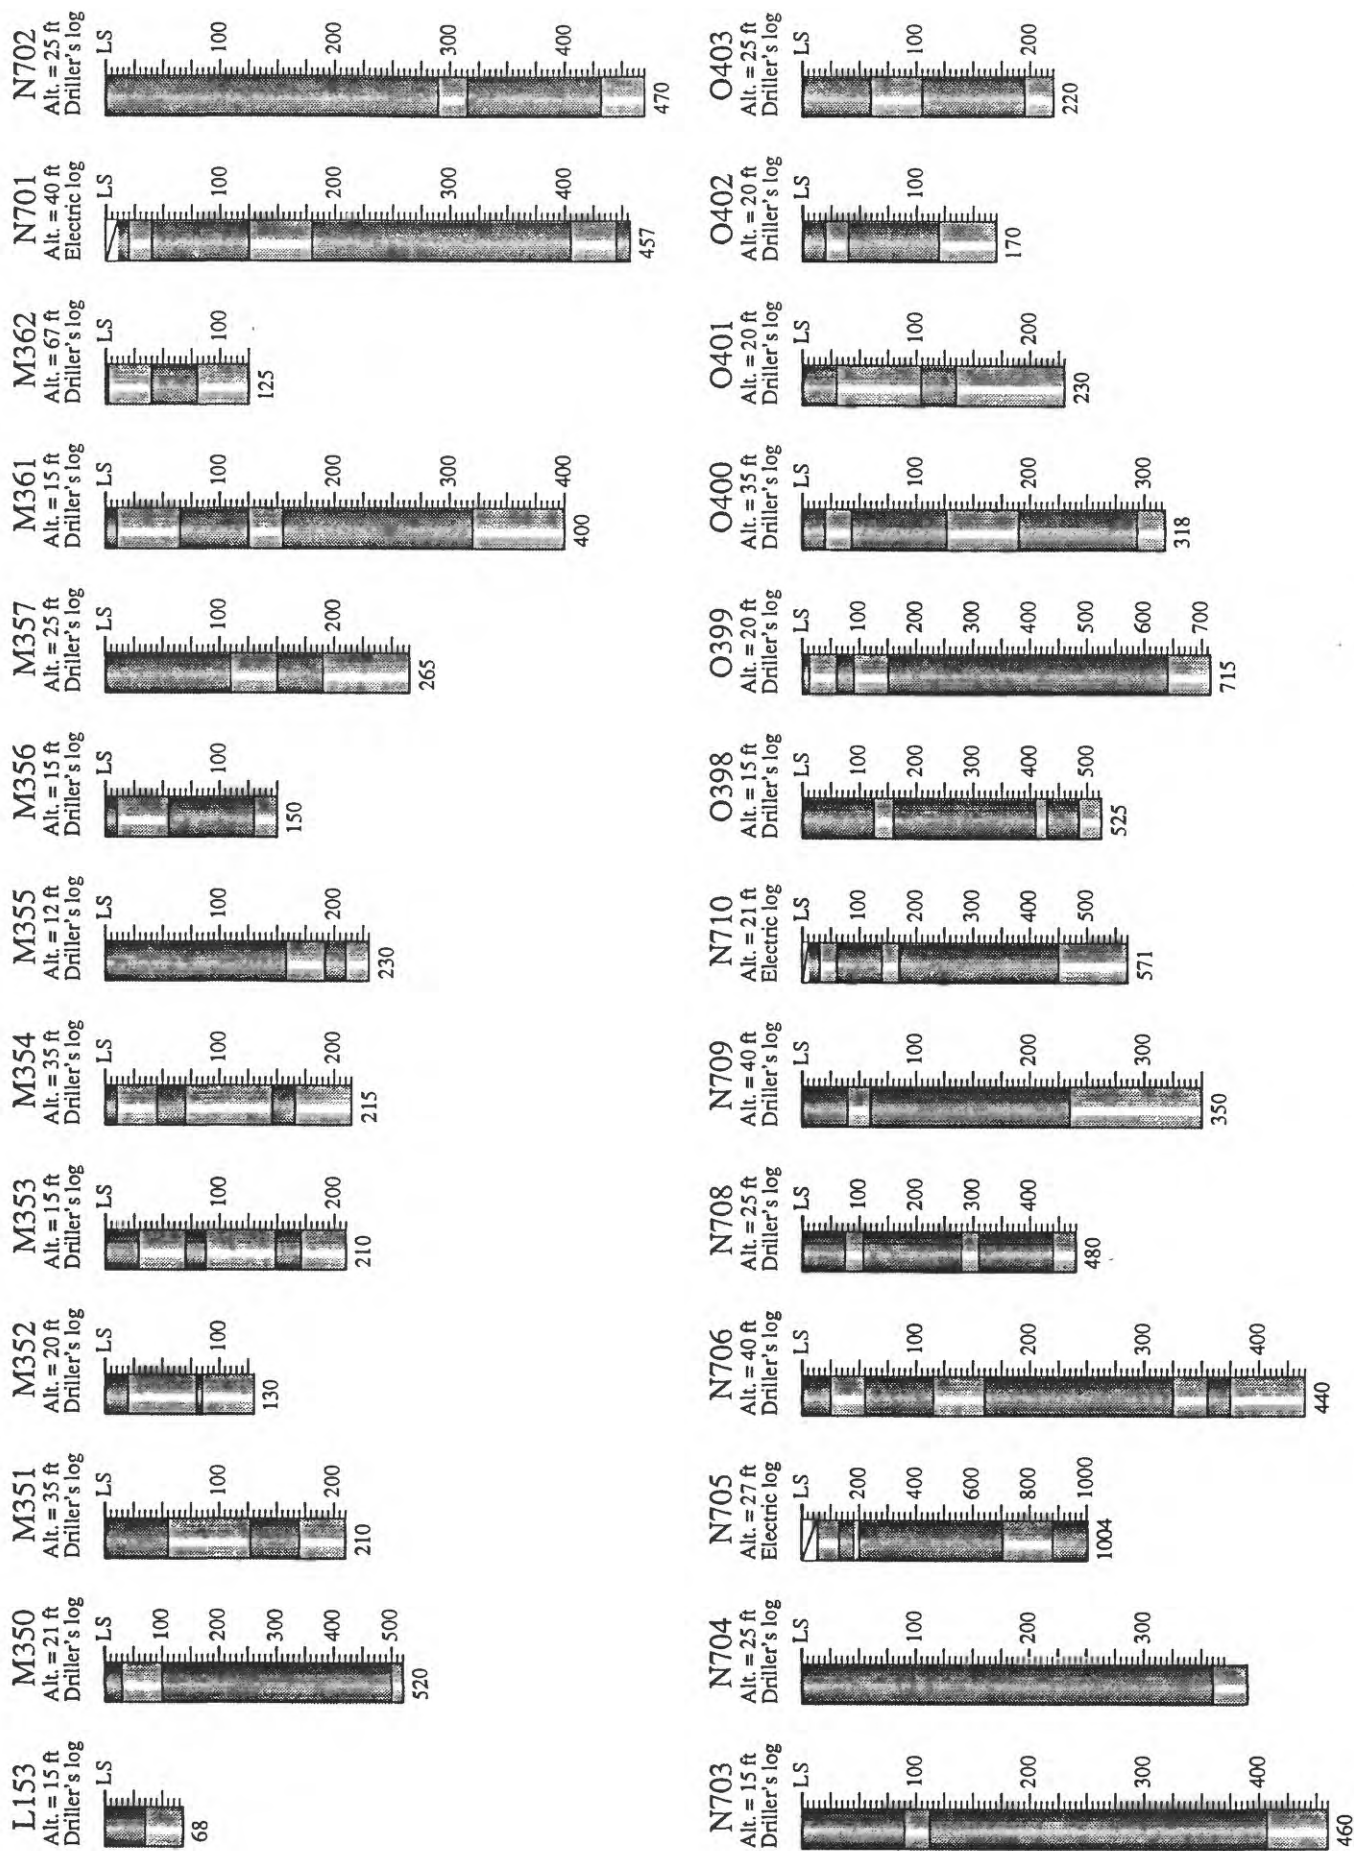 L153
Alt. = 15 ft
Driller's log
LS
68
M350
Alt. = 21 ft
Driller's log
LS
100
200
300
400
500
520
M351
Alt. = 35 ft
Driller's log
LS
100
200
210
M352
Alt. = 20 ft
Driller's log
LS
100
130
M353
Alt. = 15 ft
Driller's log
LS
100
200
210
M354
Alt. = 35 ft
Driller's log
LS
100
200
215
M355
Alt. = 12 ft
Driller's log
LS
100
200
230
M356
Alt. = 15 ft
Driller's log
LS
100
150
M357
Alt. = 25 ft
Driller's log
LS
100
200
265
M361
Alt. = 15 ft
Driller's log
LS
100
200
300
400
400
M362
Alt. = 67 ft
Driller's log
LS
100
125
N701
Alt. = 40 ft
Electric log
LS
100
200
300
400
457
N702
Alt. = 25 ft
Driller's log
LS
100
200
300
400
470
N703
Alt. = 15 ft
Driller's log
LS
100
200
300
400
460
N704
Alt. = 25 ft
Driller's log
LS
100
200
300
N705
Alt. = 27 ft
Electric log
LS
200
400
600
800
1000
1004
N706
Alt. = 40 ft
Driller's log
LS
100
200
300
400
440
N708
Alt. = 25 ft
Driller's log
LS
100
200
300
400
480
N709
Alt. = 40 ft
Driller's log
LS
100
200
300
350
N710
Alt. = 21 ft
Electric log
LS
100
200
300
400
500
571
O398
Alt. = 15 ft
Driller's log
LS
100
200
300
400
500
525
O399
Alt. = 20 ft
Driller's log
LS
100
200
300
400
500
600
700
715
O400
Alt. = 35 ft
Driller's log
LS
100
200
300
318
O401
Alt. = 20 ft
Driller's log
LS
100
200
230
O402
Alt. = 20 ft
Driller's log
LS
100
170
O403
Alt. = 25 ft
Driller's log
LS
100
200
220